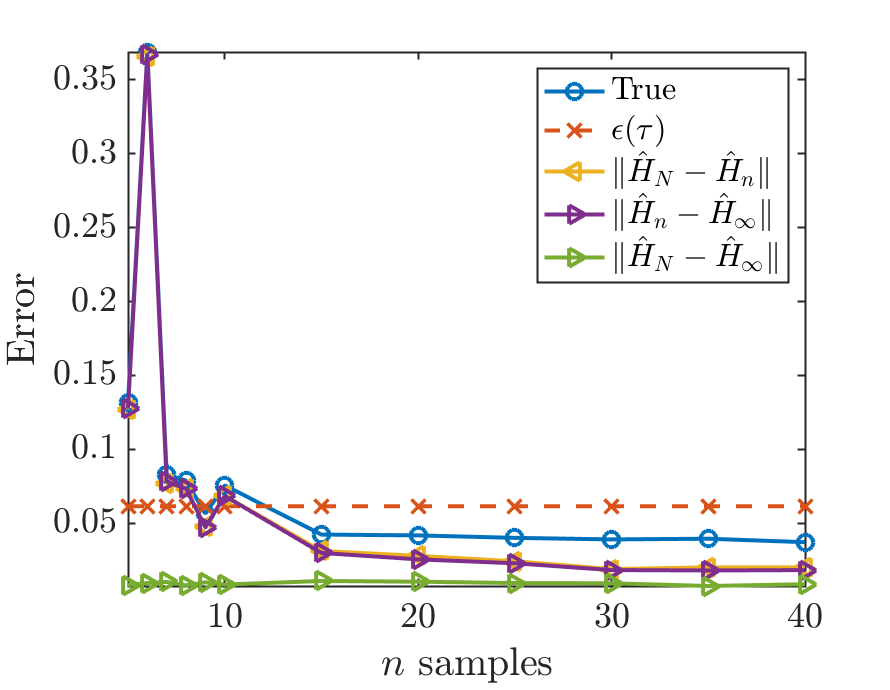 Error
0.35
0.3
0.25
0.2
0.15
0.1
0.05
True
ϵ(τ)
‖Ĥ_N − Ĥ_n‖
‖Ĥ_n − Ĥ_∞‖
‖Ĥ_N − Ĥ_∞‖
10 20 30 40
n samples